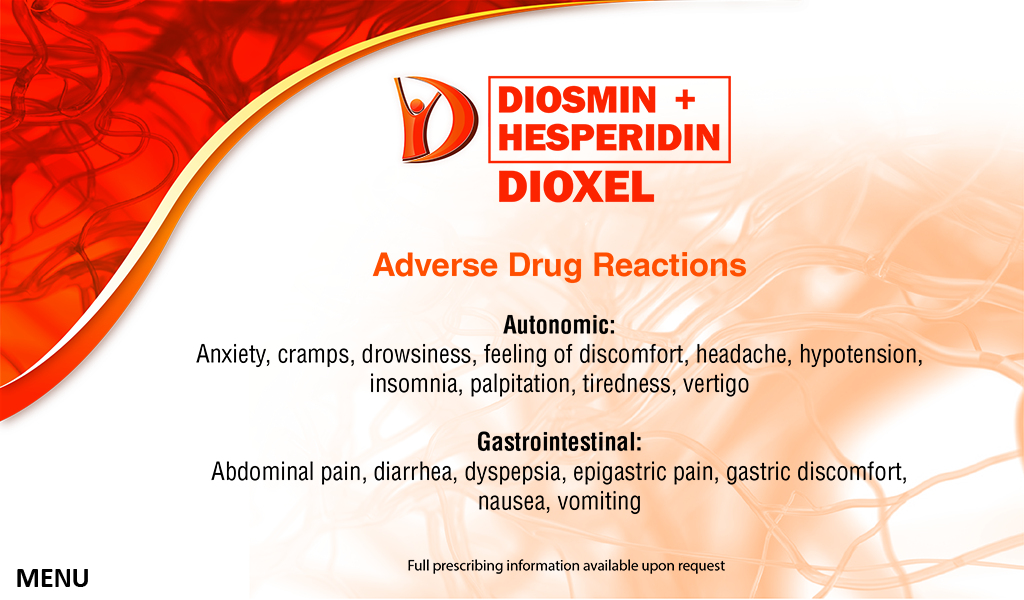 DIOSMIN +
HESPERIDIN
DIOXEL
Adverse Drug Reactions
Autonomic:
Anxiety, cramps, drowsiness, feeling of discomfort, headache, hypotension,
insomnia, palpitation, tiredness, vertigo
Gastrointestinal:
Abdominal pain, diarrhea, dyspepsia, epigastric pain, gastric discomfort,
nausea, vomiting
Full prescribing information available upon request
MENU